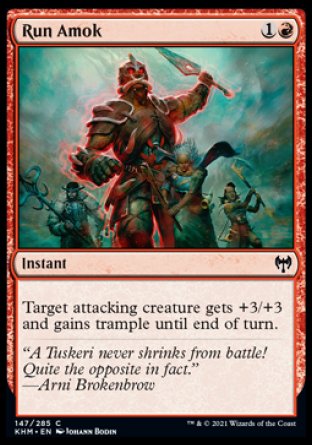 Run Amok
1
Instant
Target attacking creature gets +3/+3
and gains trample until end of turn.
"A Tuskeri never shrinks from battle!
Quite the opposite in fact."
—Arni Brokenbrow
147/285 C
KHM • EN Johann Bodin
™ & © 2021 Wizards of the Coast